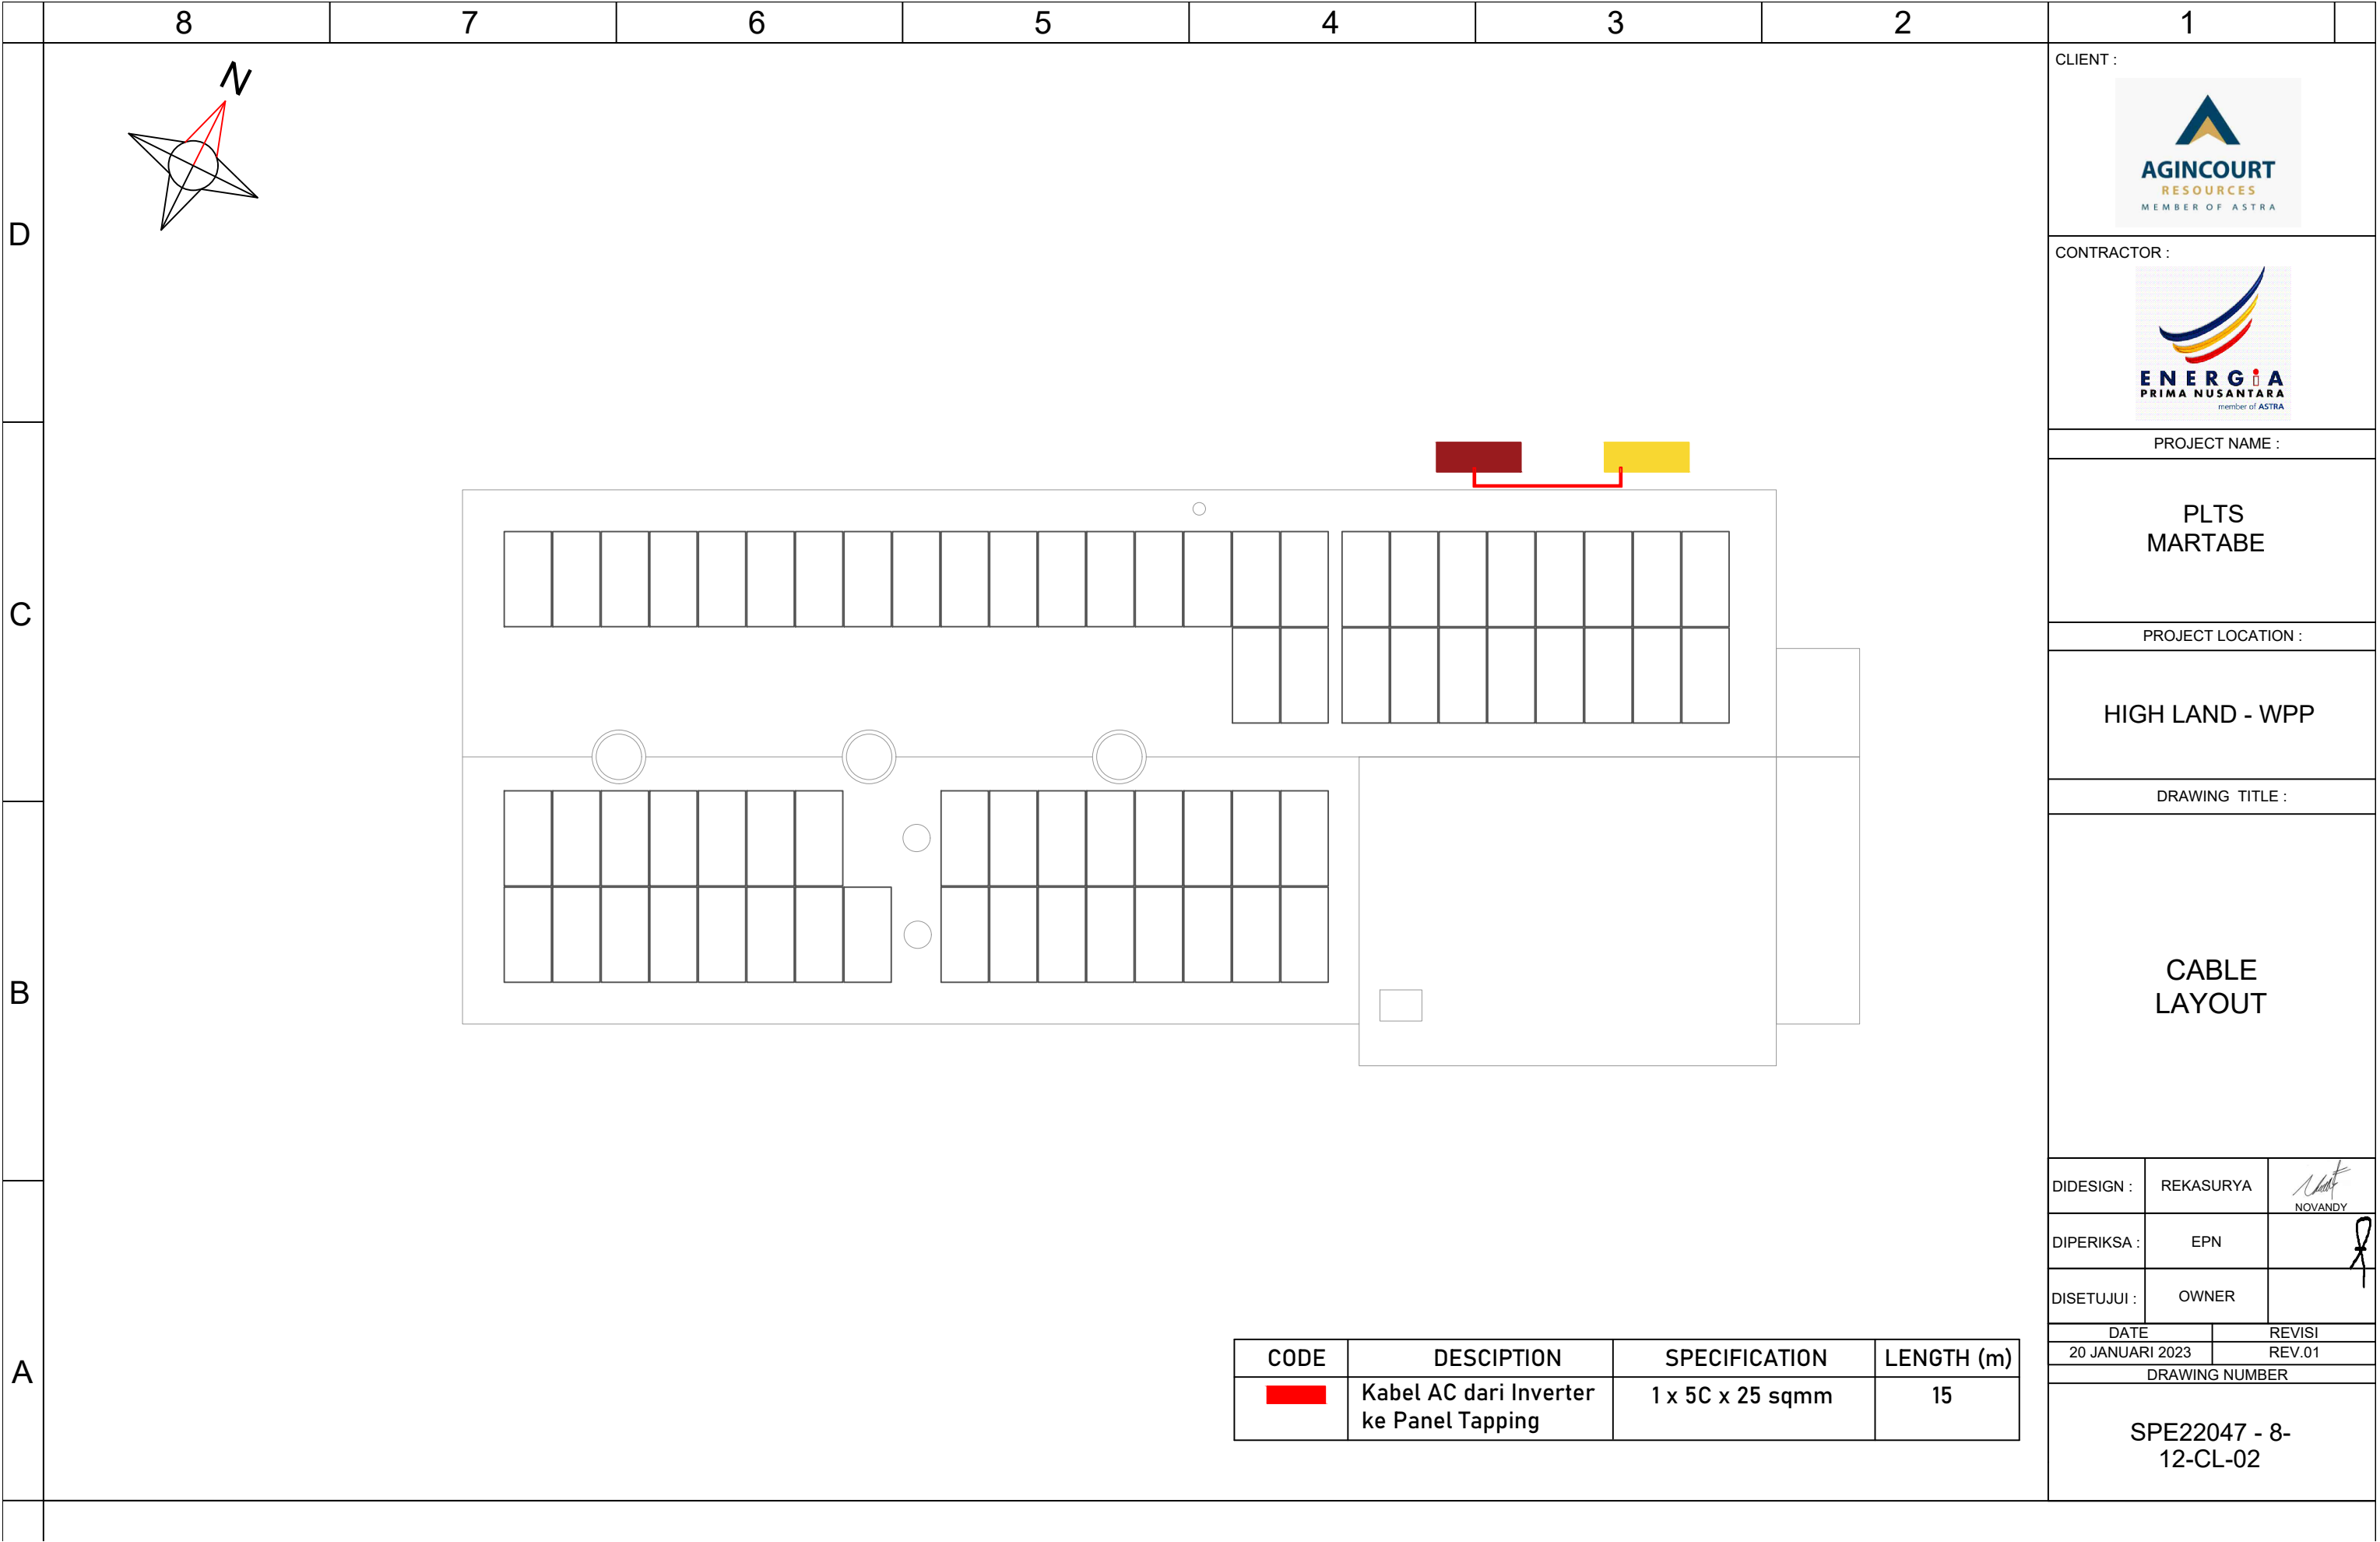 8 7 6 5 4 3 2 1
N
D
C
B
A
CLIENT :
AGINCOURT
RESOURCES
MEMBER OF ASTRA
CONTRACTOR :
ENERGiA
PRIMA NUSANTARA
member of ASTRA
PROJECT NAME :
PLTS
MARTABE
PROJECT LOCATION :
HIGH LAND - WPP
DRAWING TITLE :
CABLE
LAYOUT
DIDESIGN : REKASURYA
NOVANDY
DIPERIKSA : EPN
DISETUJUI : OWNER
DATE REVISI
20 JANUARI 2023 REV.01
DRAWING NUMBER
SPE22047 - 8-
12-CL-02
CODE DESCIPTION SPECIFICATION LENGTH (m)
Kabel AC dari Inverter 1 x 5C x 25 sqmm 15
ke Panel Tapping